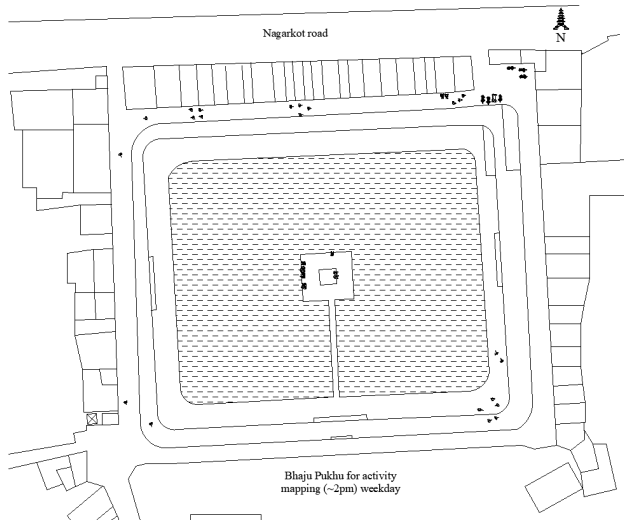 Nagarkot road
N
Bhaju Pukhu for activity
mapping (~2pm) weekday